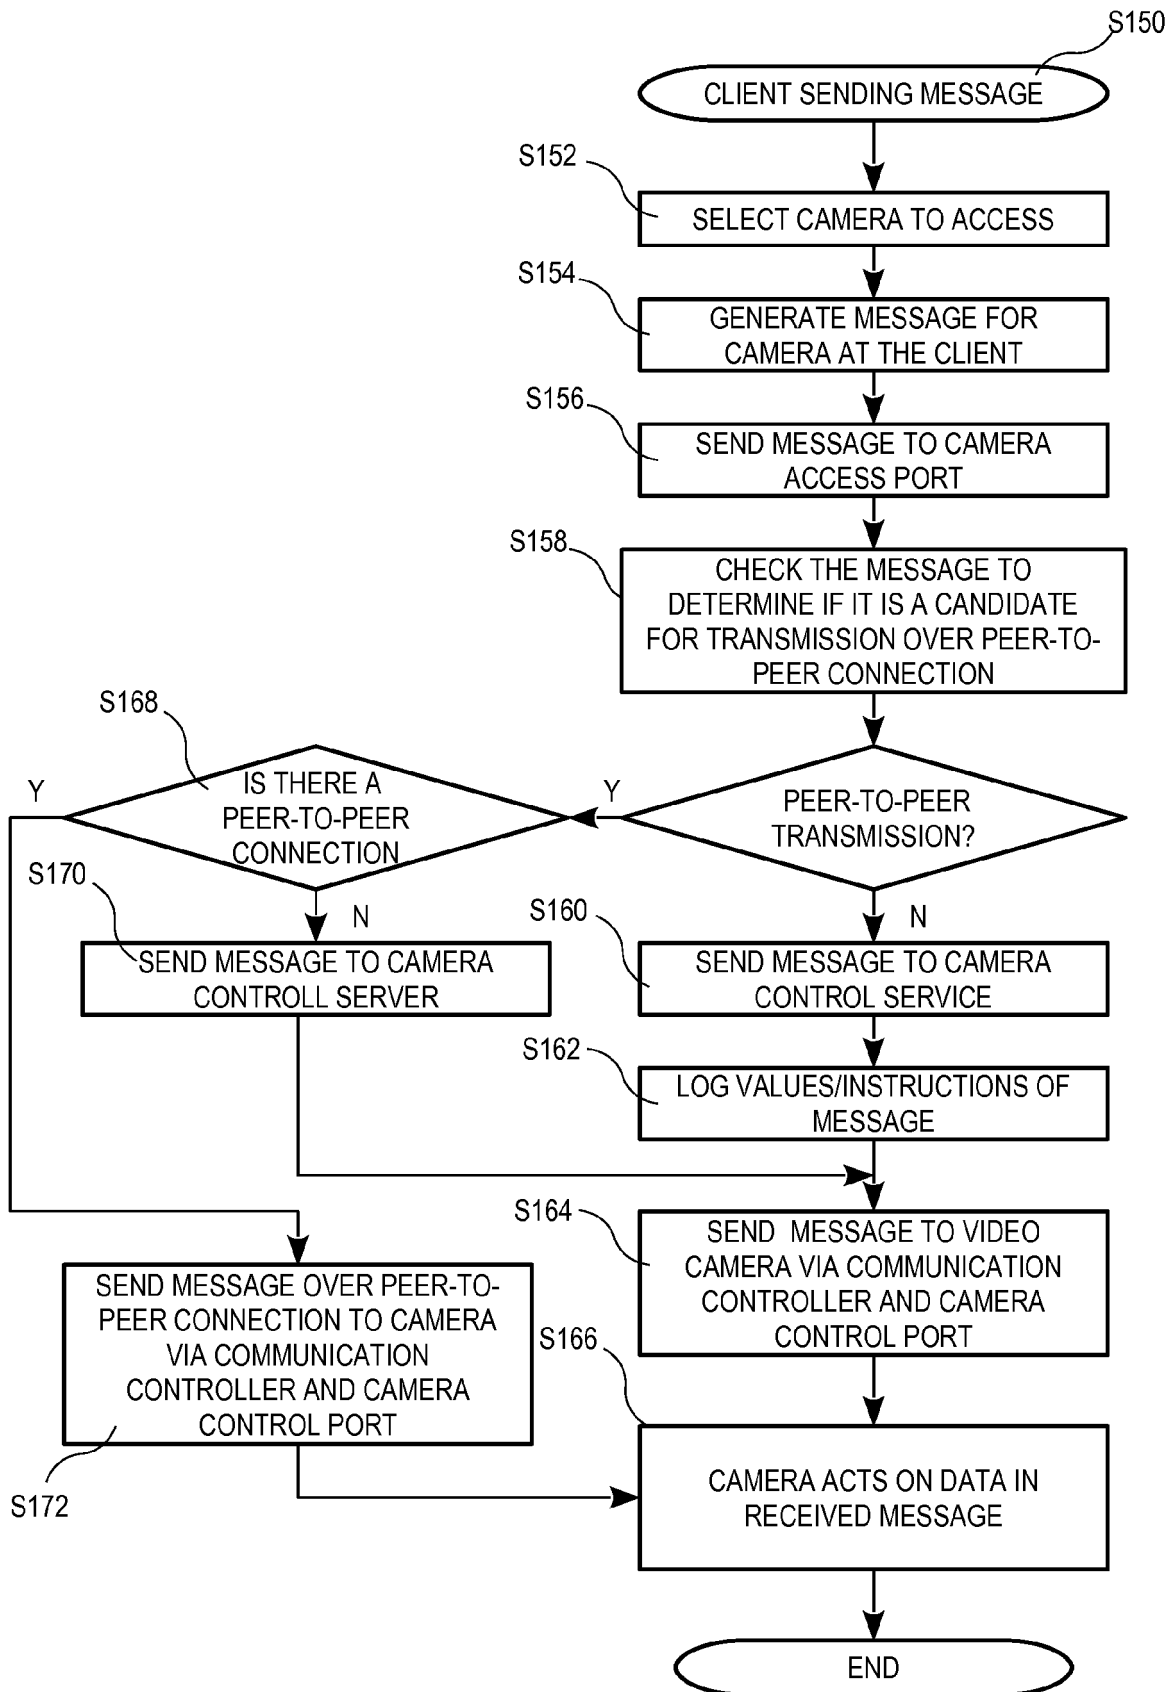 S150
CLIENT SENDING MESSAGE
S152
SELECT CAMERA TO ACCESS
S154
GENERATE MESSAGE FOR
CAMERA AT THE CLIENT
S156
SEND MESSAGE TO CAMERA
ACCESS PORT
S158
CHECK THE MESSAGE TO
DETERMINE IF IT IS A CANDIDATE
FOR TRANSMISSION OVER PEER-TO-
PEER CONNECTION
S168
Y
IS THERE A
PEER-TO-PEER
CONNECTION
Y
PEER-TO-PEER
TRANSMISSION?
S170
N
SEND MESSAGE TO CAMERA
CONTROLL SERVER
S160
N
SEND MESSAGE TO CAMERA
CONTROL SERVICE
S162
LOG VALUES/INSTRUCTIONS OF
MESSAGE
S164
SEND MESSAGE TO VIDEO
CAMERA VIA COMMUNICATION
CONTROLLER AND CAMERA
CONTROL PORT
SEND MESSAGE OVER PEER-TO-
PEER CONNECTION TO CAMERA
VIA COMMUNICATION
CONTROLLER AND CAMERA
CONTROL PORT
S172
S166
CAMERA ACTS ON DATA IN
RECEIVED MESSAGE
END